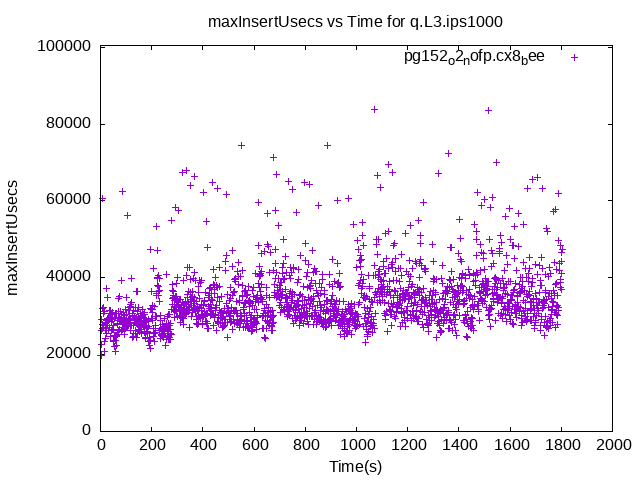 maxInsertUsecs vs Time for q.L3.ips1000
100000
pg152_o2_nofp.cx8_bee
80000
60000
maxInsertUsecs
40000
20000
0
0 200 400 600 800 1000 1200 1400 1600 1800 2000
Time(s)